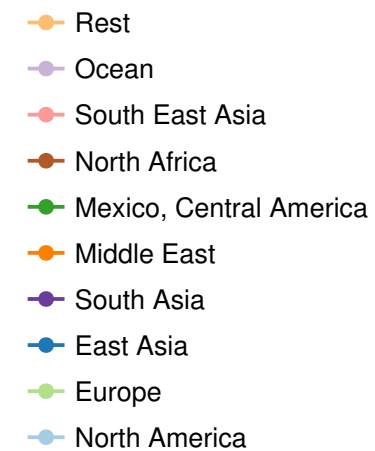 Rest
Ocean
South East Asia
North Africa
Mexico, Central America
Middle East
South Asia
East Asia
Europe
North America